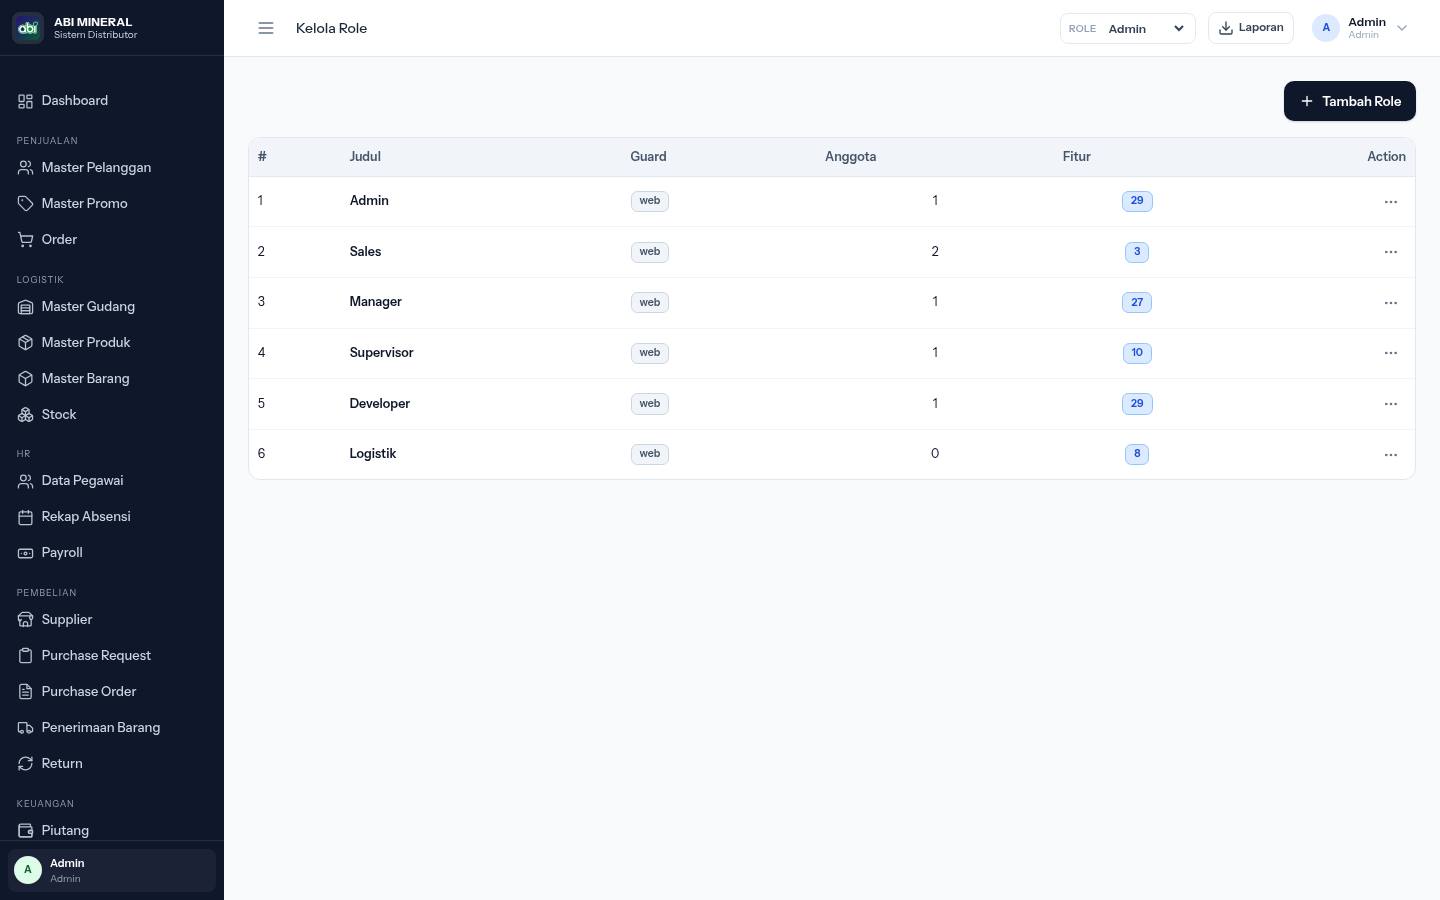 abi
ABI MINERAL
Sistem Distributor
Dashboard
PENJUALAN
Master Pelanggan
Master Promo
Order
LOGISTIK
Master Gudang
Master Produk
Master Barang
Stock
HR
Data Pegawai
Rekap Absensi
Payroll
PEMBELIAN
Supplier
Purchase Request
Purchase Order
Penerimaan Barang
Return
KEUANGAN
Piutang
A
Admin
Admin
Kelola Role
ROLE Admin
Laporan
A
Admin
Admin
Tambah Role
# Judul Guard Anggota Fitur Action
1 Admin web 1 29 ...
2 Sales web 2 3 ...
3 Manager web 1 27 ...
4 Supervisor web 1 10 ...
5 Developer web 1 29 ...
6 Logistik web 0 8 ...